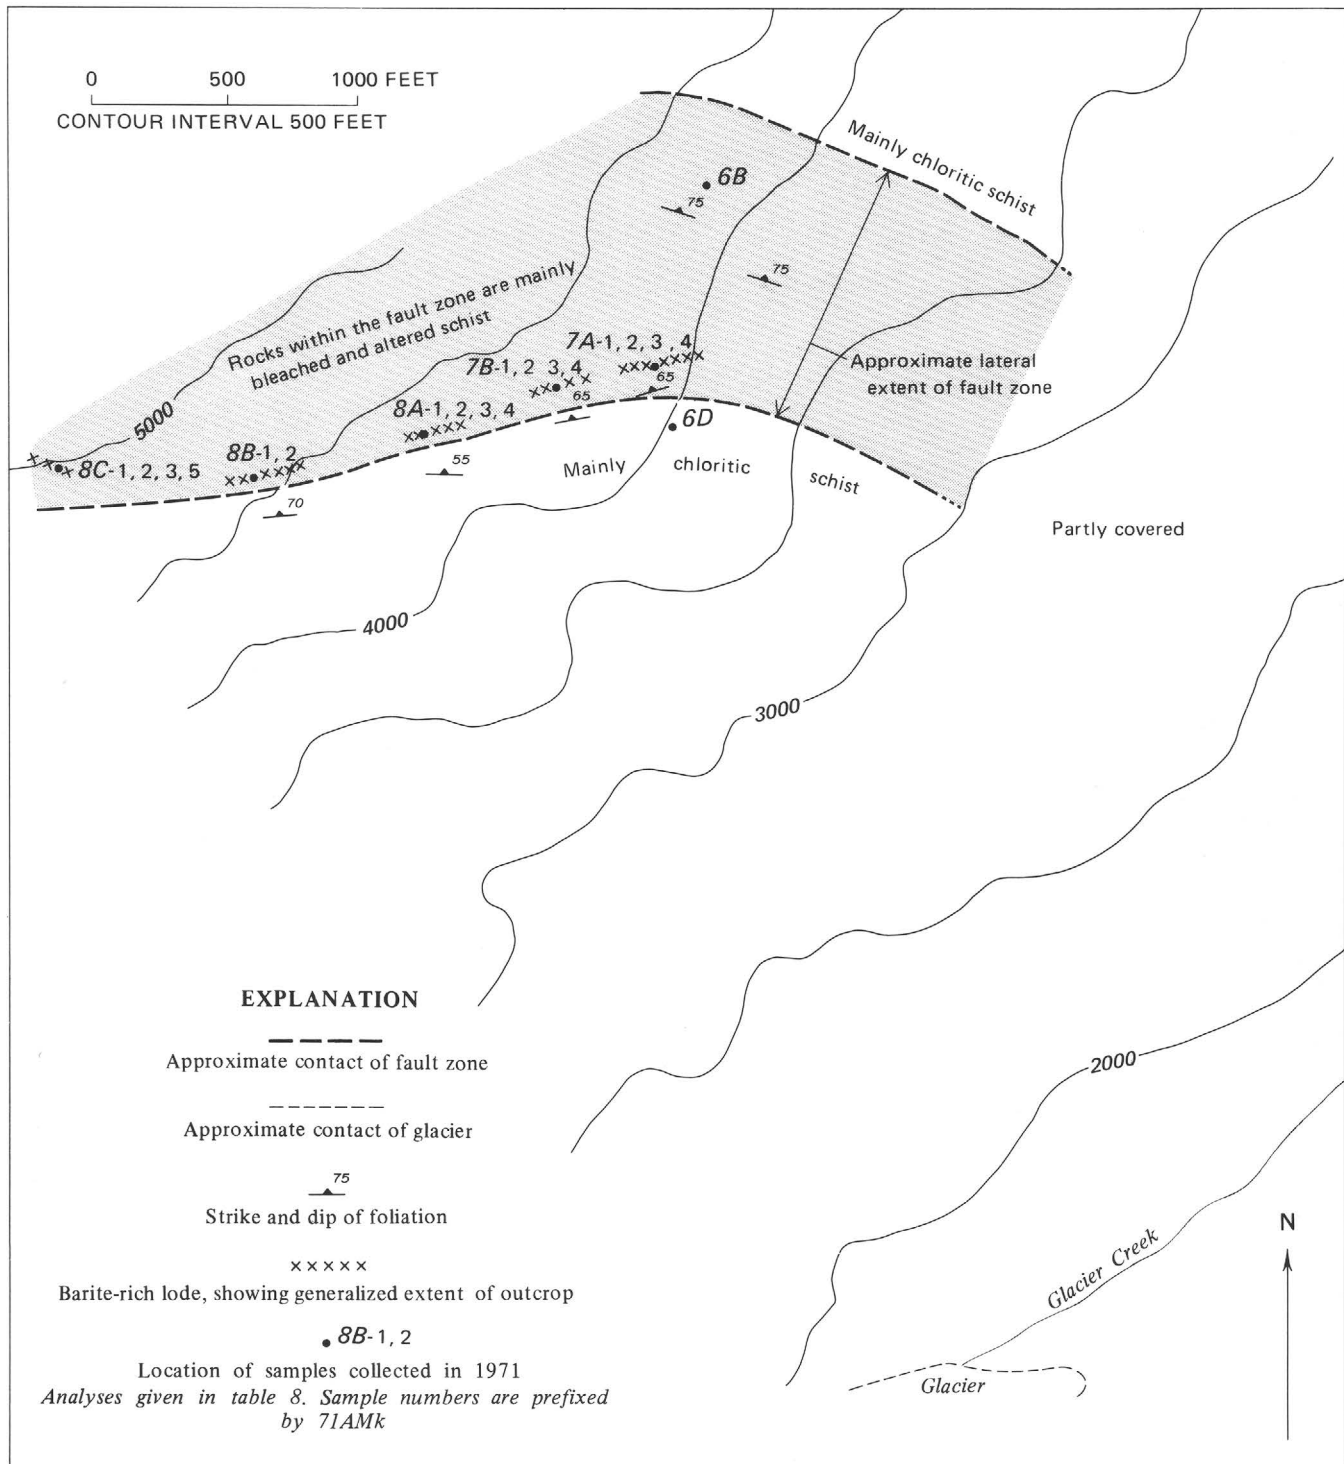 0 500 1000 FEET
CONTOUR INTERVAL 500 FEET
Mainly chloritic schist
6B
75
75
Rocks within the fault zone are mainly
bleached and altered schist
7A-1, 2, 3, 4
7B-1, 2 3, 4
65
65
Approximate lateral
extent of fault zone
5000
8A-1, 2, 3, 4
6D
8B-1, 2
8C-1, 2, 3, 5
55
Mainly chloritic schist
70
Partly covered
4000
3000
2000
EXPLANATION
Approximate contact of fault zone
Approximate contact of glacier
75
Strike and dip of foliation
×××××
Barite-rich lode, showing generalized extent of outcrop
8B-1, 2
Location of samples collected in 1971
Analyses given in table 8. Sample numbers are prefixed
by 71AMk
N
Glacier Creek
Glacier